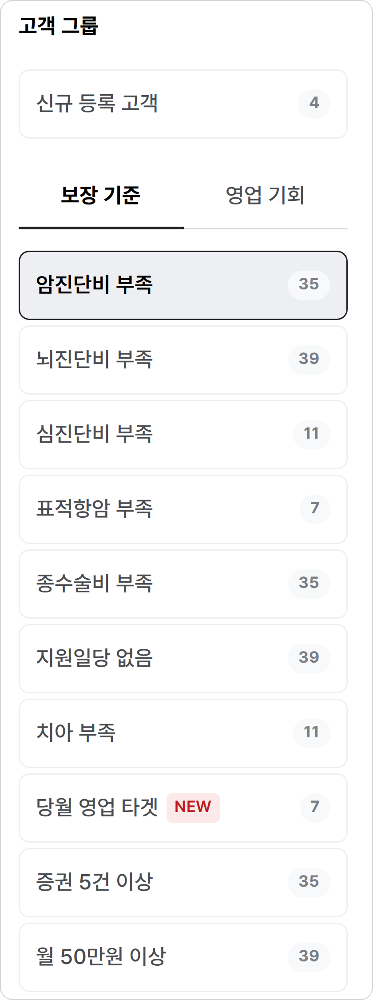 고객 그룹
신규 등록 고객 4
보장 기준 영업 기회
암진단비 부족 35
뇌진단비 부족 39
심진단비 부족 11
표적항암 부족 7
종수술비 부족 35
지원일당 없음 39
치아 부족 11
당월 영업 타겟 NEW 7
증권 5건 이상 35
월 50만원 이상 39